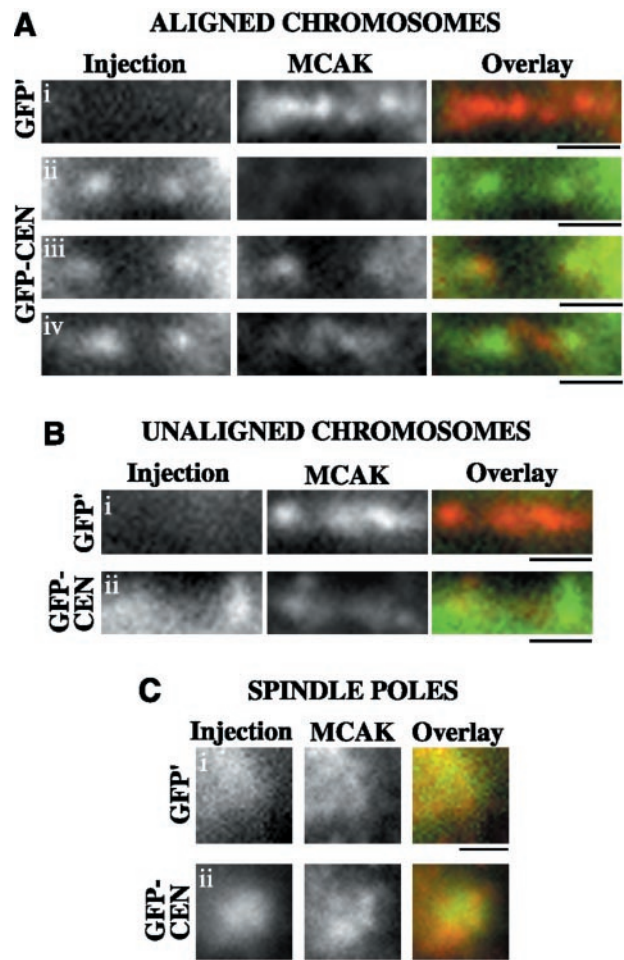 A ALIGNED CHROMOSOMES
Injection MCAK Overlay
GFP' i
GFP-CEN
ii
iii
iv
B UNALIGNED CHROMOSOMES
Injection MCAK Overlay
GFP' i
GFP-
CEN ii
C SPINDLE POLES
Injection MCAK Overlay
GFP' i
GFP-
CEN ii